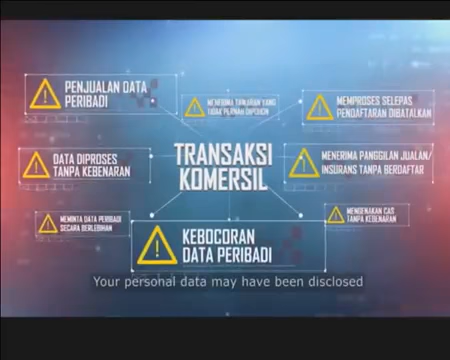 PENJUALAN DATA
PERIBADI
MENERIMA TAWARAN YANG
TIDAK PERNAH DIPOHON
MEMPROSES SELEPAS
PENDAFTARAN DIBATALKAN
DATA DIPROSES
TANPA KEBENARAN
TRANSAKSI
KOMERSIL
MENERIMA PANGGILAN JUALAN/
INSURANS TANPA BERDAFTAR
MEMINTA DATA PERIBADI
SECARA BERLEBIHAN
KEBOCORAN
DATA PERIBADI
MENGENAKAN CAS
TANPA KEBENARAN
Your personal data may have been disclosed